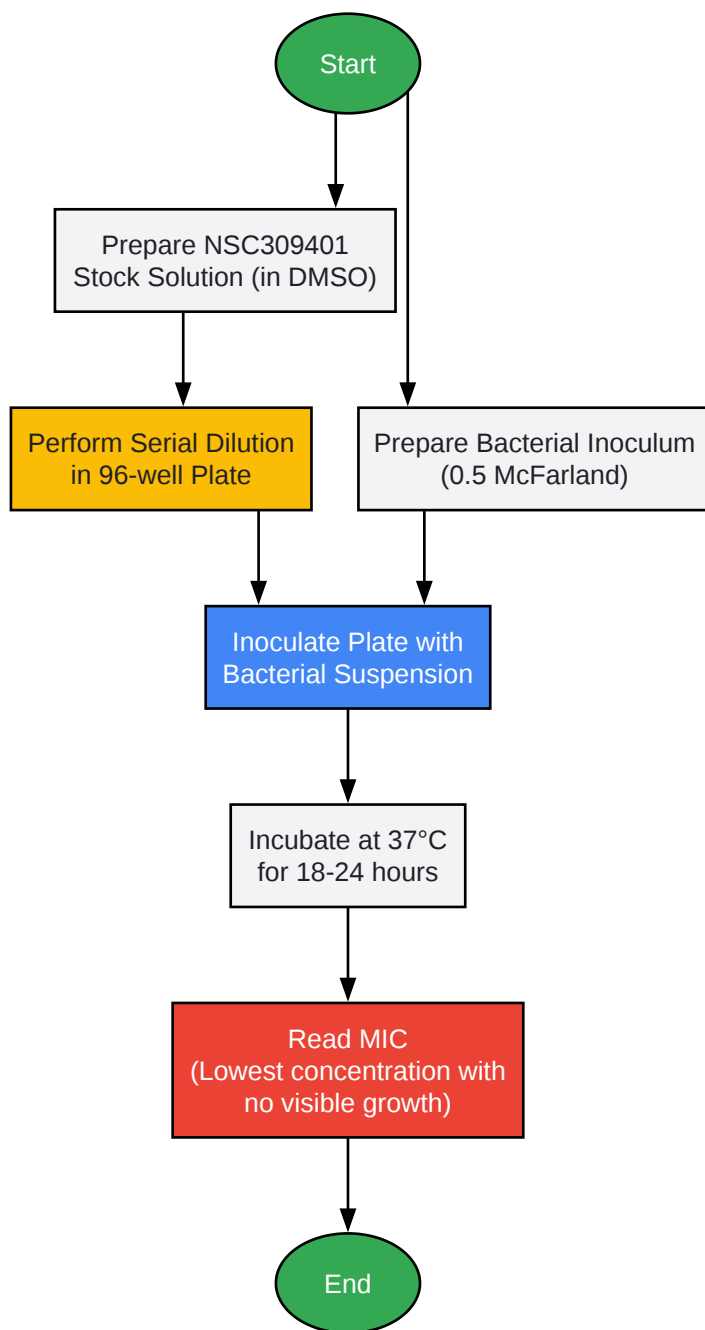 Start
Prepare NSC309401
Stock Solution (in DMSO)
Perform Serial Dilution
in 96-well Plate
Prepare Bacterial Inoculum
(0.5 McFarland)
Inoculate Plate with
Bacterial Suspension
Incubate at 37°C
for 18-24 hours
Read MIC
(Lowest concentration with
no visible growth)
End